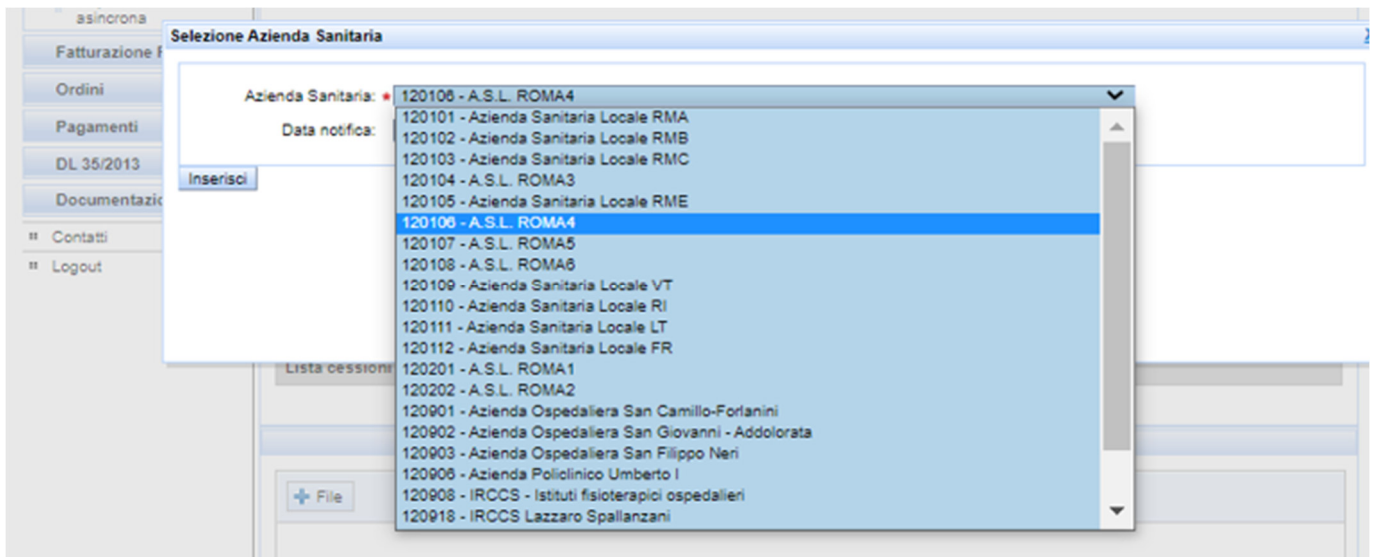 asincrona
Selezione Azienda Sanitaria
Fatturazione
Ordini
Azienda Sanitaria: * 120106 - A.S.L. ROMA4
120101 - Azienda Sanitaria Locale RMA
Pagamenti
Data notifica:
120102 - Azienda Sanitaria Locale RMB
120103 - Azienda Sanitaria Locale RMC
DL 35/2013
Inserisci
120104 - A.S.L. ROMA3
120105 - Azienda Sanitaria Locale RME
Documentazio
120106 - A.S.L. ROMA4
Contatti
120107 - A.S.L. ROMA5
Logout
120108 - A.S.L. ROMA6
120109 - Azienda Sanitaria Locale VT
120110 - Azienda Sanitaria Locale RI
120111 - Azienda Sanitaria Locale LT
120112 - Azienda Sanitaria Locale FR
Lista cessioni
120201 - A.S.L. ROMA1
120202 - A.S.L. ROMA2
120901 - Azienda Ospedaliera San Camillo-Forlanini
120902 - Azienda Ospedaliera San Giovanni - Addolorata
120903 - Azienda Ospedaliera San Filippo Neri
120906 - Azienda Policlinico Umberto I
+ File
120908 - IRCCS - Istituti fisioterapici ospedalieri
120918 - IRCCS Lazzaro Spallanzani